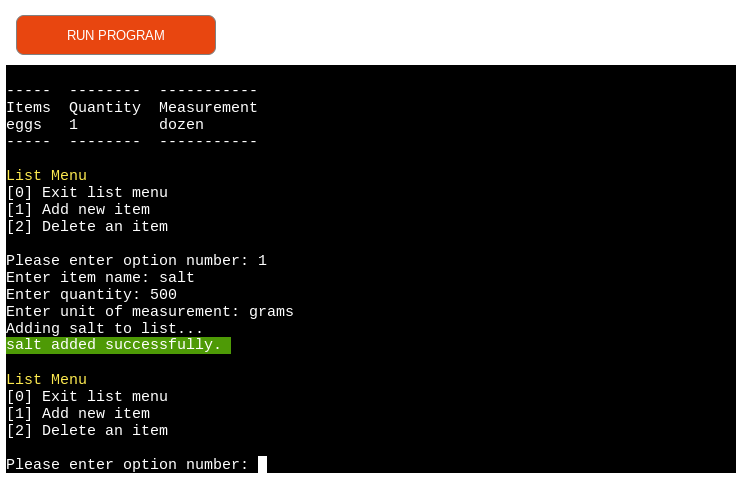 RUN PROGRAM
-----  --------  -----------
Items  Quantity  Measurement
eggs   1         dozen
-----  --------  -----------
List Menu
[0] Exit list menu
[1] Add new item
[2] Delete an item
Please enter option number: 1
Enter item name: salt
Enter quantity: 500
Enter unit of measurement: grams
Adding salt to list...
salt added successfully.
List Menu
[0] Exit list menu
[1] Add new item
[2] Delete an item
Please enter option number: